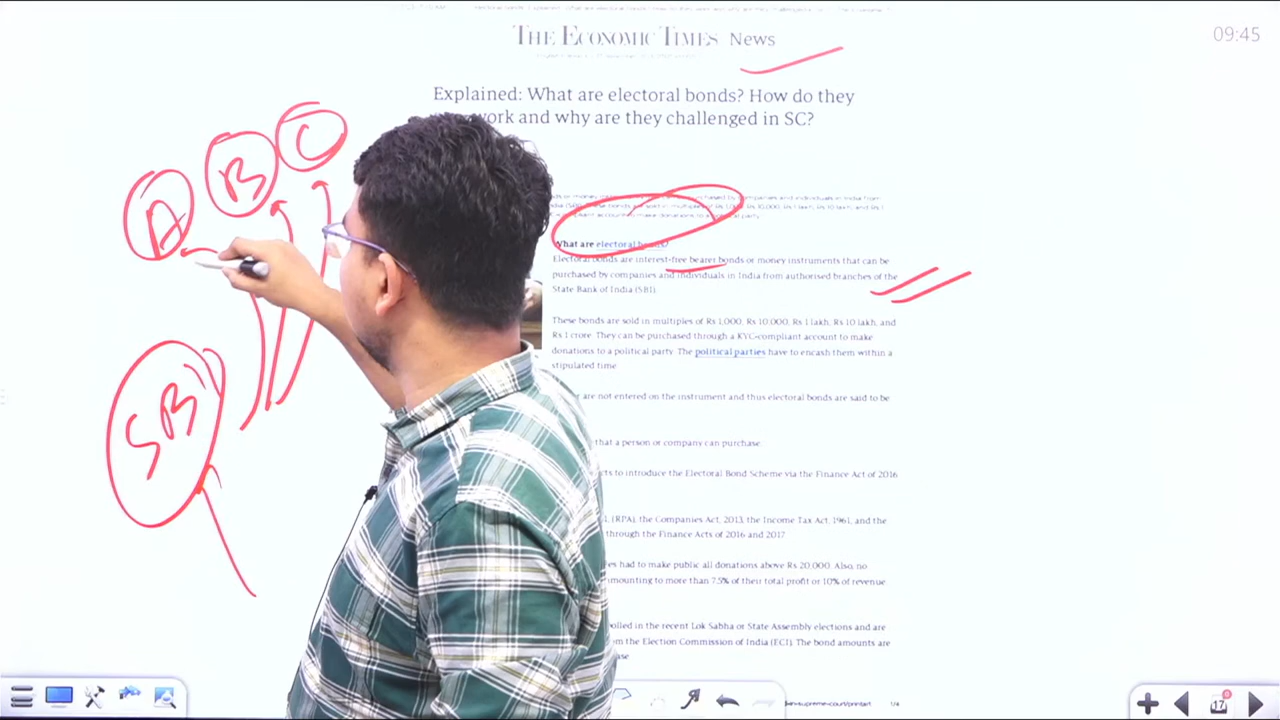 09:45
THE ECONOMIC TIMES News
Explained: What are electoral bonds? How do they
work and why are they challenged in SC?
B
C
SBI
What are electoral bonds?
Electoral bonds are interest-free bearer bonds or money instruments that can be
purchased by companies and individuals in India from authorised branches of the
State Bank of India (SBI).
These bonds are sold in multiples of Rs 1,000, Rs 10,000, Rs 1 lakh, Rs 10 lakh, and
Rs 1 crore. They can be purchased through a KYC-compliant account to make
donations to a political party. The political parties have to encash them within a
stipulated time.
are not entered on the instrument and thus electoral bonds are said to be
that a person or company can purchase.
to introduce the Electoral Bond Scheme via the Finance Act of 2016
(RPA), the Companies Act, 2013, the Income Tax Act, 1961, and the
through the Finance Acts of 2016 and 2017
had to make public all donations above Rs 20,000. Also, no
amounting to more than 7.5% of their total profit or 10% of revenue
polled in the recent Lok Sabha or State Assembly elections and are
the Election Commission of India (ECI). The bond amounts are
17
1/4